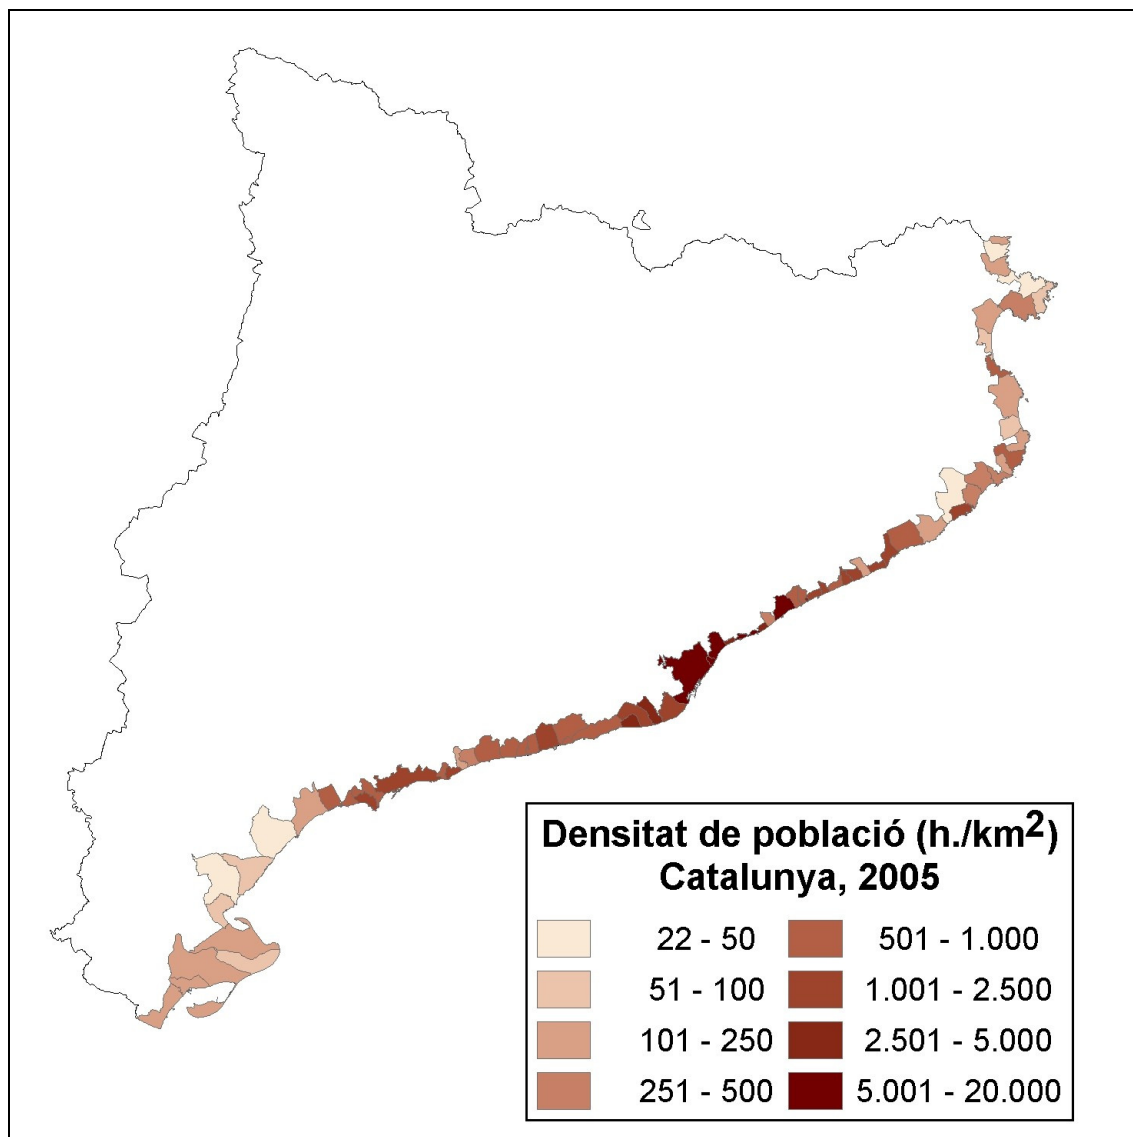 Densitat de població (h./km²)
Catalunya, 2005
22 - 50
501 - 1.000
51 - 100
1.001 - 2.500
101 - 250
2.501 - 5.000
251 - 500
5.001 - 20.000